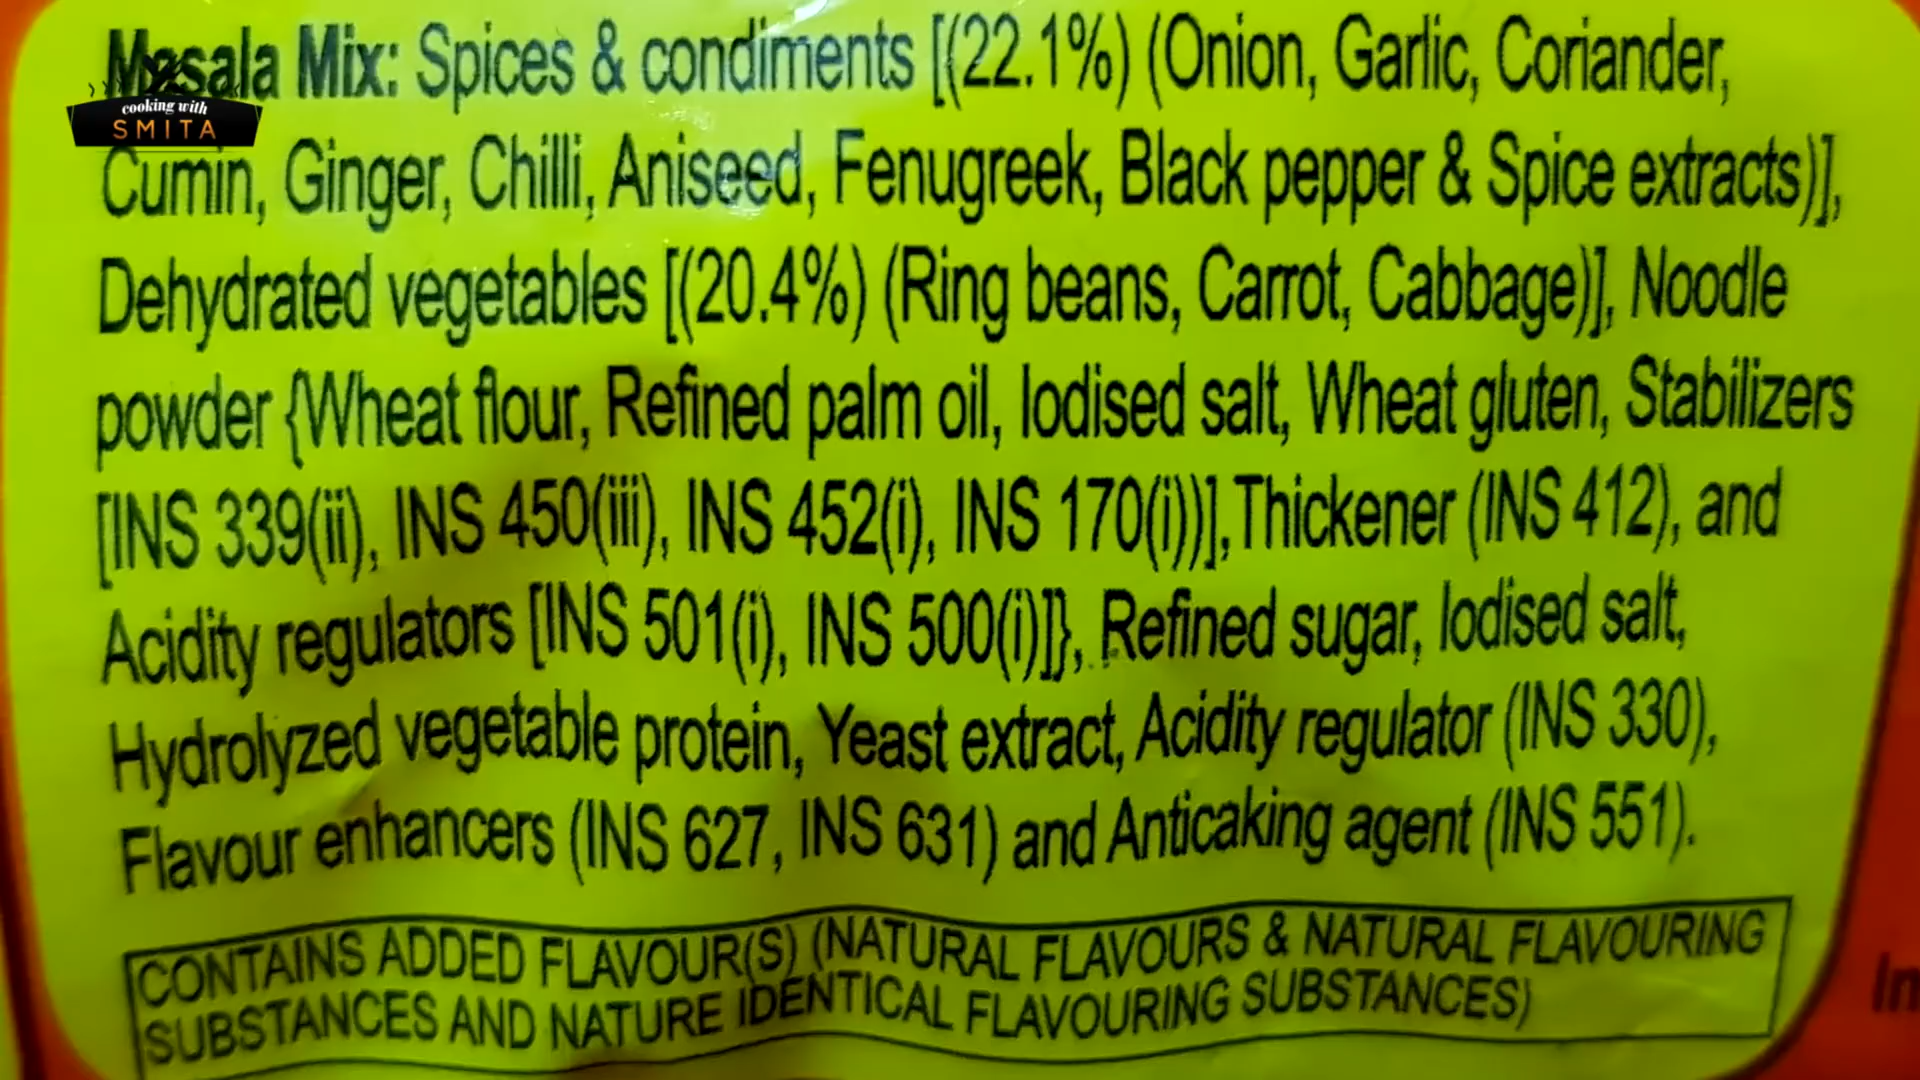 Masala Mix: Spices & condiments [(22.1%) (Onion, Garlic, Coriander,
cooking with
SMITA
Cumin, Ginger, Chilli, Aniseed, Fenugreek, Black pepper & Spice extracts)],
Dehydrated vegetables [(20.4%) (Ring beans, Carrot, Cabbage)], Noodle
powder {Wheat flour, Refined palm oil, Iodised salt, Wheat gluten, Stabilizers
[INS 339(ii), INS 450(iii), INS 452(i), INS 170(i))],Thickener (INS 412), and
Acidity regulators [INS 501(i), INS 500(i)]}, Refined sugar, Iodised salt,
Hydrolyzed vegetable protein, Yeast extract, Acidity regulator (INS 330),
Flavour enhancers (INS 627, INS 631) and Anticaking agent (INS 551).
CONTAINS ADDED FLAVOUR(S) (NATURAL FLAVOURS & NATURAL FLAVOURING
SUBSTANCES AND NATURE IDENTICAL FLAVOURING SUBSTANCES)